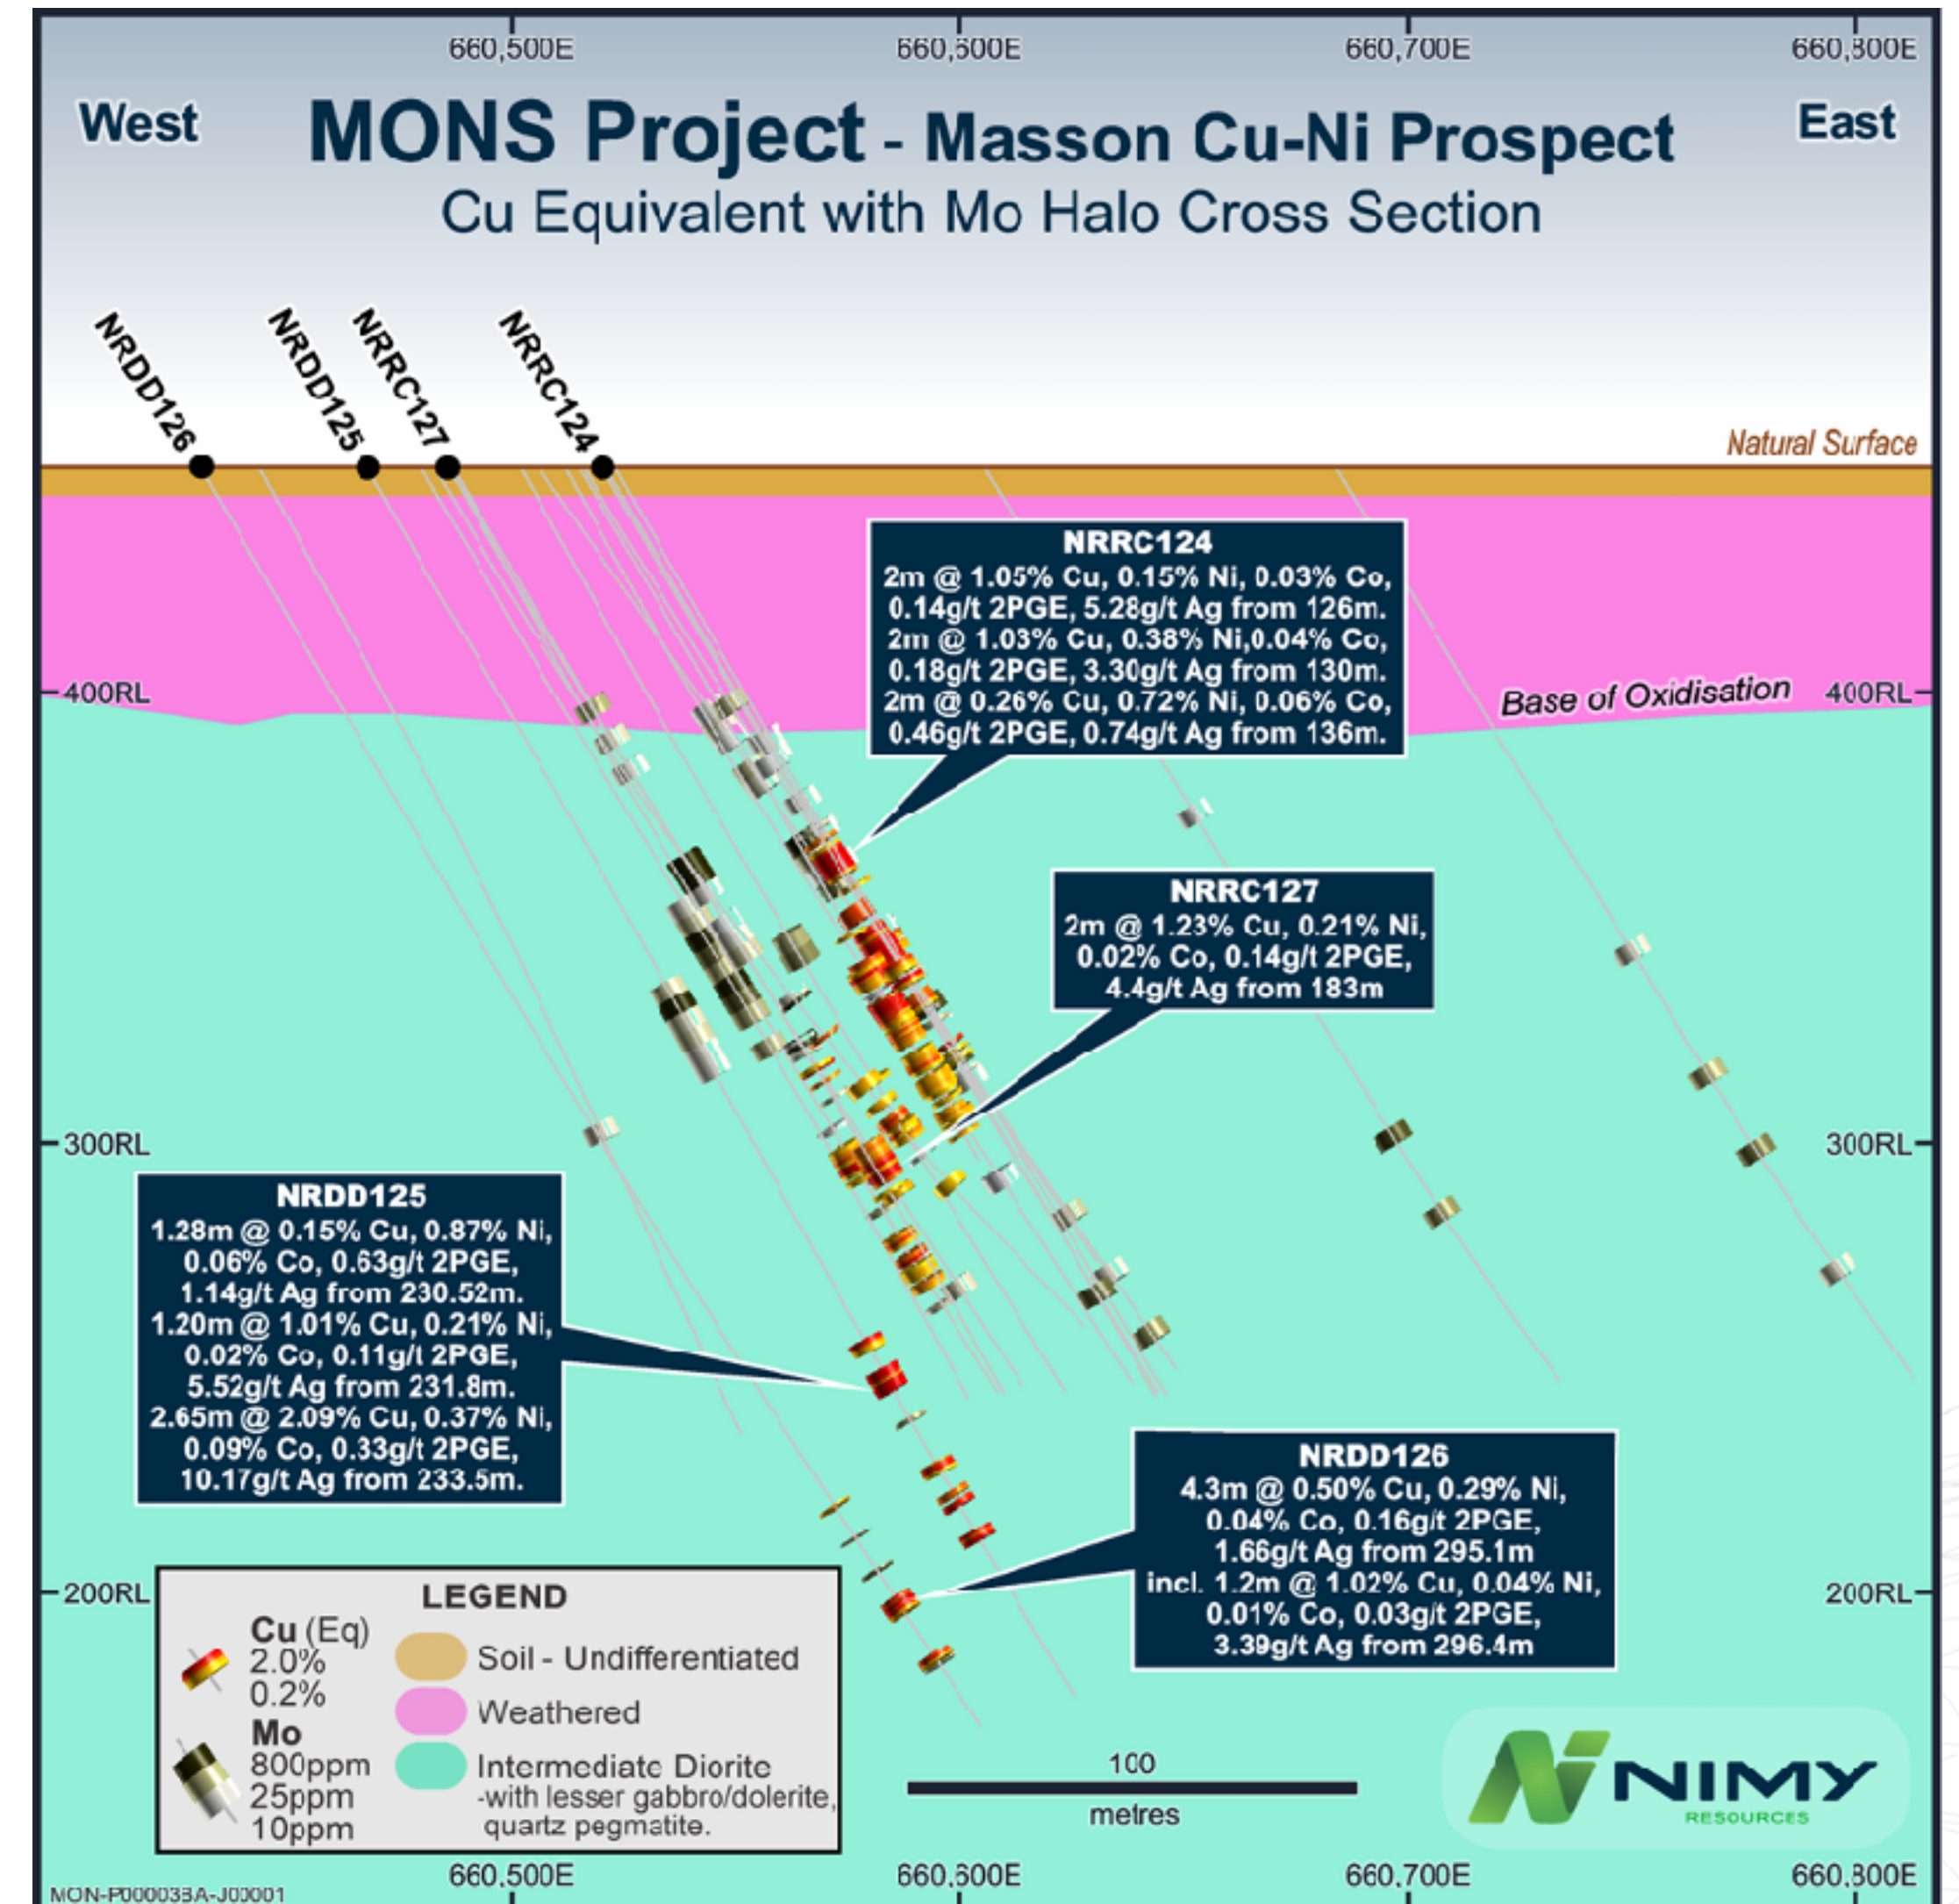 660,500E 660,600E 660,700E 660,800E
West
MONS Project - Masson Cu-Ni Prospect
East
Cu Equivalent with Mo Halo Cross Section
NRDD126
NRDD125
NRRC127
NRRC124
Natural Surface
NRRC124
2m @ 1.05% Cu, 0.15% Ni, 0.03% Co,
0.14g/t 2PGE, 5.28g/t Ag from 126m.
2m @ 1.03% Cu, 0.38% Ni,0.04% Co,
0.18g/t 2PGE, 3.30g/t Ag from 130m.
2m @ 0.26% Cu, 0.72% Ni, 0.06% Co,
0.46g/t 2PGE, 0.74g/t Ag from 136m.
400RL
Base of Oxidisation
400RL
NRRC127
2m @ 1.23% Cu, 0.21% Ni,
0.02% Co, 0.14g/t 2PGE,
4.4g/t Ag from 183m
300RL
300RL
NRDD125
1.28m @ 0.15% Cu, 0.87% Ni,
0.06% Co, 0.63g/t 2PGE,
1.14g/t Ag from 230.52m.
1.20m @ 1.01% Cu, 0.21% Ni,
0.02% Co, 0.11g/t 2PGE,
5.52g/t Ag from 231.8m.
2.65m @ 2.09% Cu, 0.37% Ni,
0.09% Co, 0.33g/t 2PGE,
10.17g/t Ag from 233.5m.
NRDD126
4.3m @ 0.50% Cu, 0.29% Ni,
0.04% Co, 0.16g/t 2PGE,
1.66g/t Ag from 295.1m
incl. 1.2m @ 1.02% Cu, 0.04% Ni,
0.01% Co, 0.03g/t 2PGE,
3.39g/t Ag from 296.4m
200RL
200RL
LEGEND
Cu (Eq)
2.0%
0.2%
Mo
800ppm
25ppm
10ppm
Soil - Undifferentiated
Weathered
Intermediate Diorite
-with lesser gabbro/dolerite,
quartz pegmatite.
100
metres
NIMY
RESOURCES
660,500E 660,600E 660,700E 660,800E